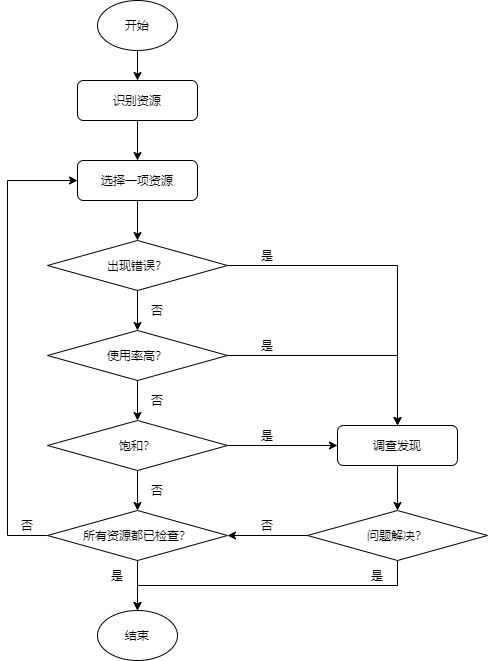 开始
识别资源
选择一项资源
出现错误?
是
否
使用率高?
是
否
饱和?
是
调查发现
否
否
所有资源都已检查?
否
问题解决?
是
是
结束